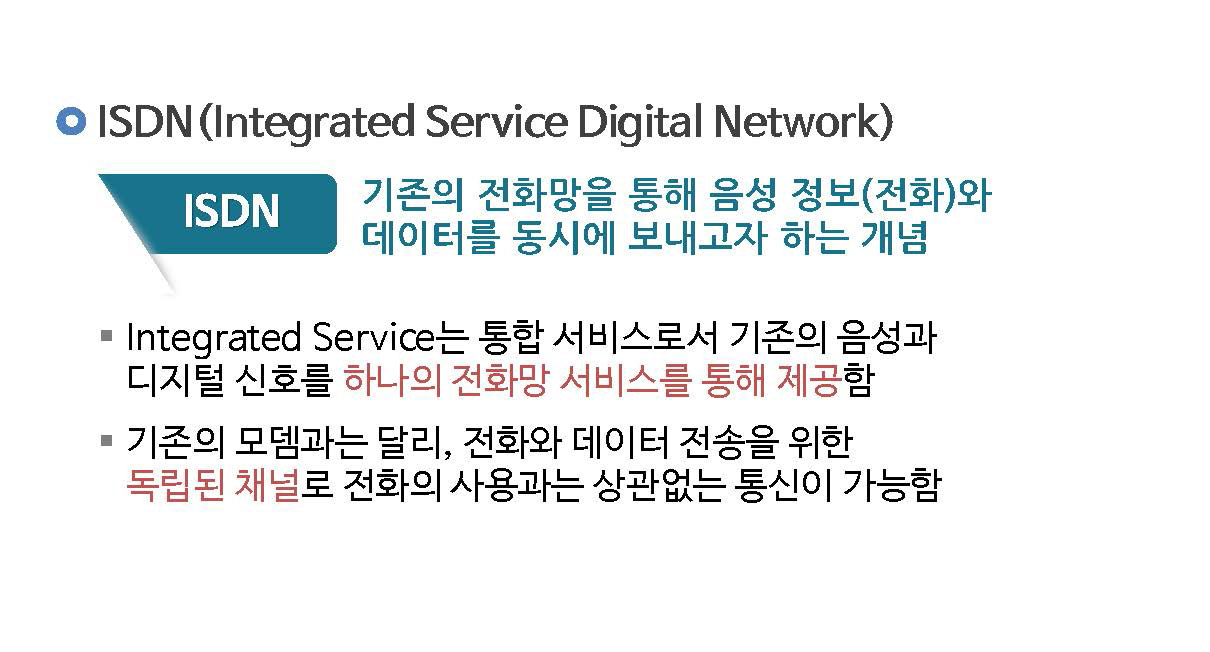 ISDN(Integrated Service Digital Network)
ISDN
기존의 전화망을 통해 음성 정보(전화)와
데이터를 동시에 보내고자 하는 개념
Integrated Service는 통합 서비스로서 기존의 음성과
디지털 신호를 하나의 전화망 서비스를 통해 제공함
기존의 모뎀과는 달리, 전화와 데이터 전송을 위한
독립된 채널로 전화의 사용과는 상관없는 통신이 가능함